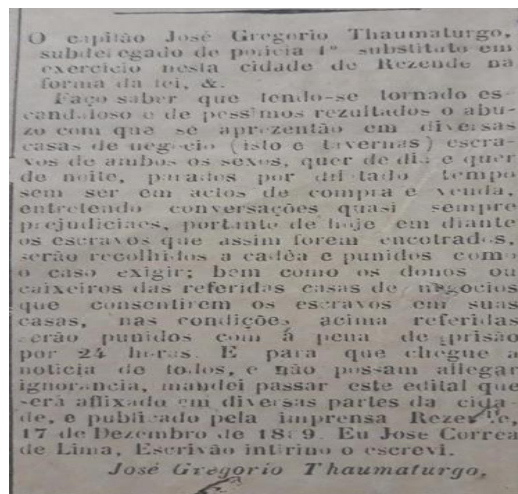 O capitão José Gregorio Thaumaturgo,
subdelegado de policia 1º substituto em
exercicio nesta cidade de Rezende na
forma da lei, &.
Faço saber que tendo-se tornado es-
candaloso e de pessimos rezultados o abu-
zo com que se aprezentão em diversas
casas de negocio (isto e tavernas) escra-
vos de ambos os sexos, quer de dia e quer
de noite, parados por dilatado tempo
sem ser em actos de compra e venda,
entretendo conversações quasi sempre
prejudiciaes, portanto de hoje em diante
os escravos que assim forem encotrados,
serão recolhidos a cadêa e punidos como
o caso exigir; bem como os donos ou
caixeiros das referidas casas de negocios
que consentirem os escravos em suas
casas, nas condições acima referidas
serão punidos com á pena de prisão
por 24 horas. E para que chegue a
noticia de todos, e não possam allegar
ignorancia, mandei passar este edital que
será affixado em diversas partes da cida-
de, e publicado pela imprensa
17 de Dezembro de Eu José Correa
de Lima, Escrivão intirino o escrevi.
José Gregorio Thaumaturgo,